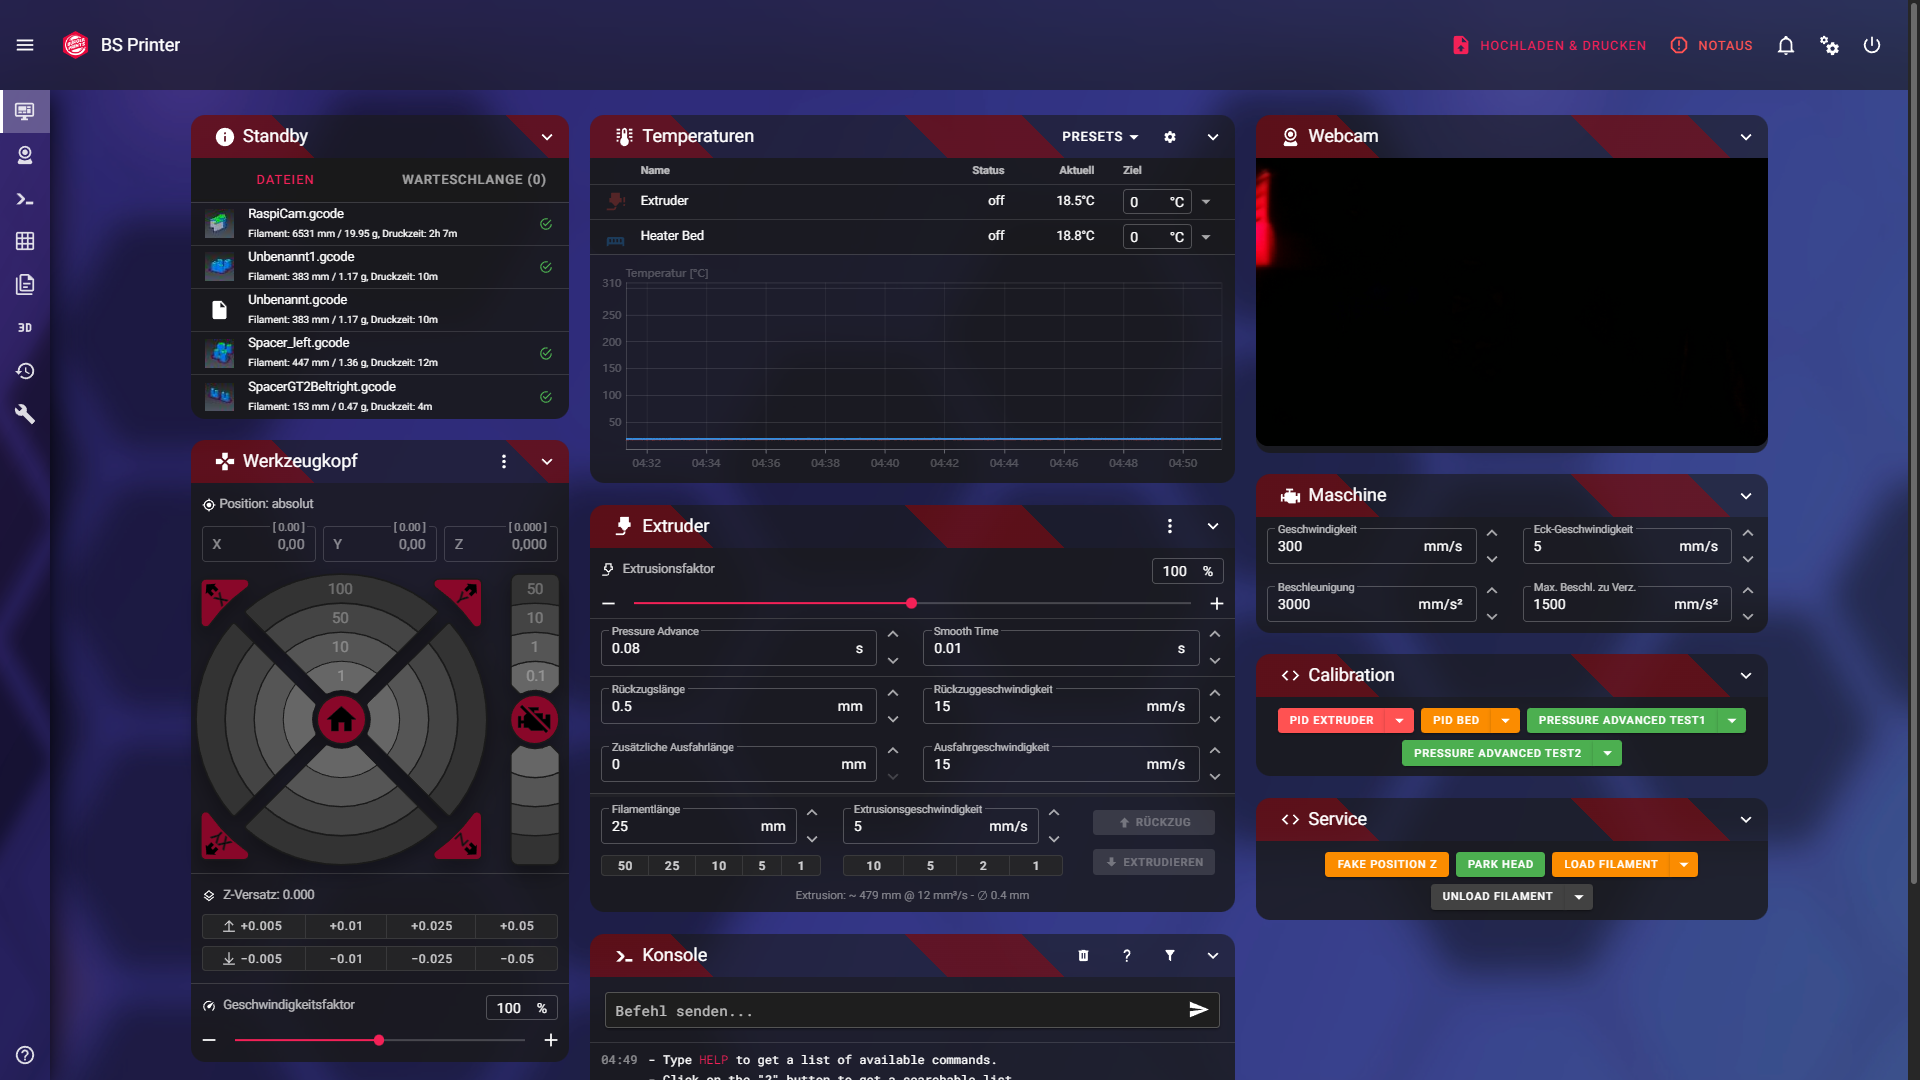 BS Printer
HOCHLADEN & DRUCKEN
NOTAUS
3D
Standby
DATEIEN
WARTESCHLANGE (0)
RaspiCam.gcode
Filament: 6531 mm / 19.95 g, Druckzeit: 2h 7m
Unbenannt1.gcode
Filament: 383 mm / 1.17 g, Druckzeit: 10m
Unbenannt.gcode
Filament: 383 mm / 1.17 g, Druckzeit: 10m
Spacer_left.gcode
Filament: 447 mm / 1.36 g, Druckzeit: 12m
SpacerGT2Beltright.gcode
Filament: 153 mm / 0.47 g, Druckzeit: 4m
Werkzeugkopf
Position: absolut
[ 0.00 ] [ 0.00 ] [ 0.000 ]
X 0,00 Y 0,00 Z 0,000
100
50
10
1
50
10
1
0.1
Z-Versatz: 0.000
+0.005 +0.01 +0.025 +0.05
−0.005 −0.01 −0.025 −0.05
Geschwindigkeitsfaktor
100 %
Temperaturen
PRESETS
Name Status Aktuell Ziel
Extruder off 18.5°C 0 °C
Heater Bed off 18.8°C 0 °C
Temperatur [°C]
310
250
200
150
100
50
04:32 04:34 04:36 04:38 04:40 04:42 04:44 04:46 04:48 04:50
Extruder
Extrusionsfaktor
100 %
Pressure Advance
0.08 s
Smooth Time
0.01 s
Rückzugslänge
0.5 mm
Rückzuggeschwindigkeit
15 mm/s
Zusätzliche Ausfahrlänge
0 mm
Ausfahrgeschwindigkeit
15 mm/s
Filamentlänge
25 mm
Extrusionsgeschwindigkeit
5 mm/s
RÜCKZUG
50 25 10 5 1
10 5 2 1
EXTRUDIEREN
Extrusion: ~ 479 mm @ 12 mm³/s - ∅ 0.4 mm
Konsole
Befehl senden...
04:49 - Type HELP to get a list of available commands.
- Click on the "?" button to get a searchable list
Webcam
Maschine
Geschwindigkeit
300 mm/s
Eck-Geschwindigkeit
5 mm/s
Beschleunigung
3000 mm/s²
Max. Beschl. zu Verz.
1500 mm/s²
Calibration
PID EXTRUDER
PID BED
PRESSURE ADVANCED TEST1
PRESSURE ADVANCED TEST2
Service
FAKE POSITION Z
PARK HEAD
LOAD FILAMENT
UNLOAD FILAMENT